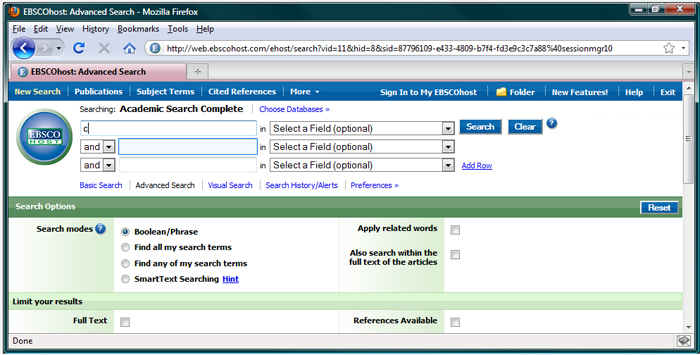 EBSCOhost: Advanced Search - Mozilla Firefox
File Edit View History Bookmarks Tools Help
http://web.ebscohost.com/ehost/search?vid=11&hid=8&sid=87796109-e433-4809-b7f4-fd3e9c3c7a88%40sessionmgr10
EBSCOhost: Advanced Search
New Search Publications Subject Terms Cited References More Sign In to My EBSCOhost Folder New Features! Help Exit
Searching: Academic Search Complete Choose Databases »
EBSCO HOST
c in Select a Field (optional) Search Clear ?
and in Select a Field (optional)
and in Select a Field (optional) Add Row
Basic Search Advanced Search Visual Search Search History/Alerts Preferences »
Search Options Reset
Search modes ? Boolean/Phrase Apply related words
Find all my search terms Also search within the
Find any of my search terms full text of the articles
SmartText Searching Hint
Limit your results
Full Text References Available
Done